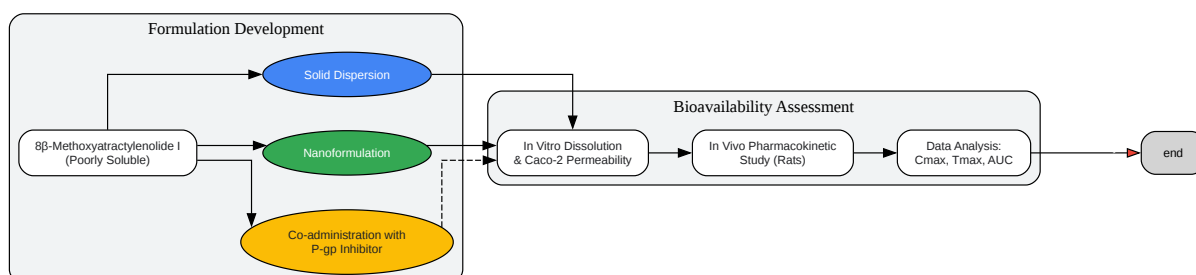 Formulation Development
Solid Dispersion
Bioavailability Assessment
8β-Methoxyatractylenolide I
(Poorly Soluble)
Nanoformulation
In Vitro Dissolution
& Caco-2 Permeability
In Vivo Pharmacokinetic
Study (Rats)
Data Analysis:
Cmax, Tmax, AUC
end
Co-administration with
P-gp Inhibitor